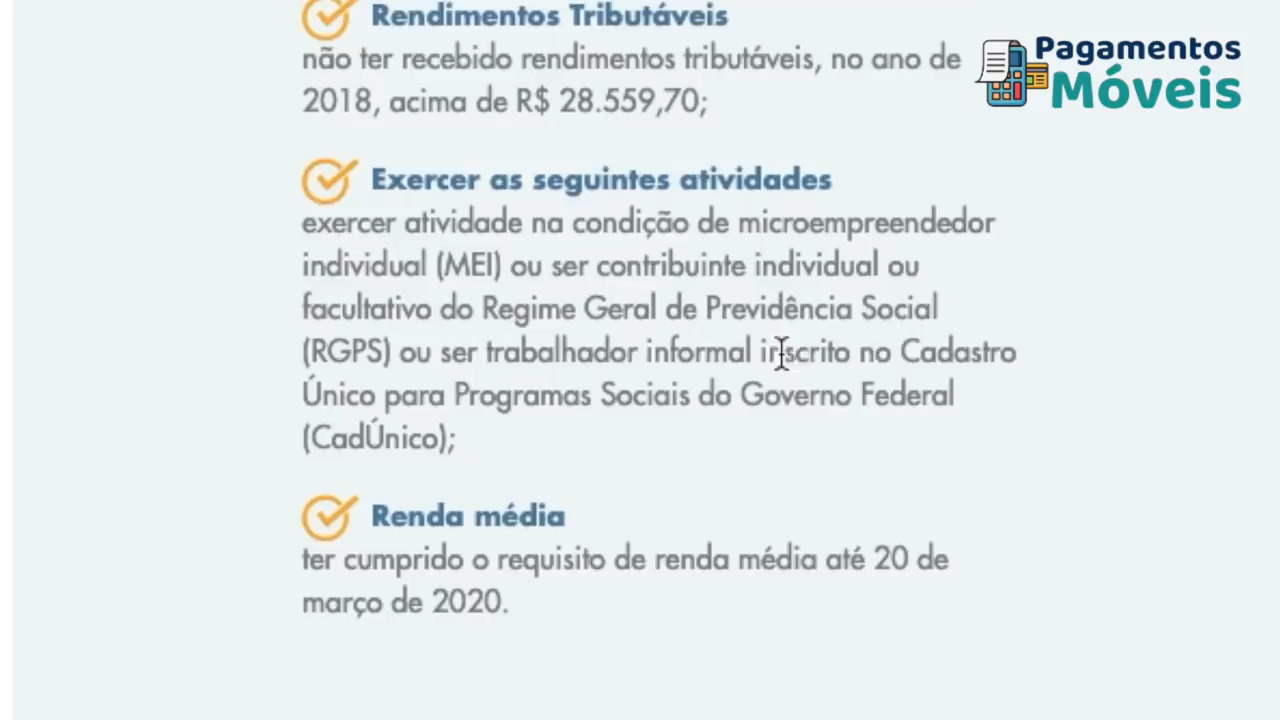 Rendimentos Tributáveis
não ter recebido rendimentos tributáveis, no ano de
2018, acima de R$ 28.559,70;
Pagamentos
Móveis
Exercer as seguintes atividades
exercer atividade na condição de microempreendedor
individual (MEI) ou ser contribuinte individual ou
facultativo do Regime Geral de Previdência Social
(RGPS) ou ser trabalhador informal inscrito no Cadastro
Único para Programas Sociais do Governo Federal
(CadÚnico);
Renda média
ter cumprido o requisito de renda média até 20 de
março de 2020.